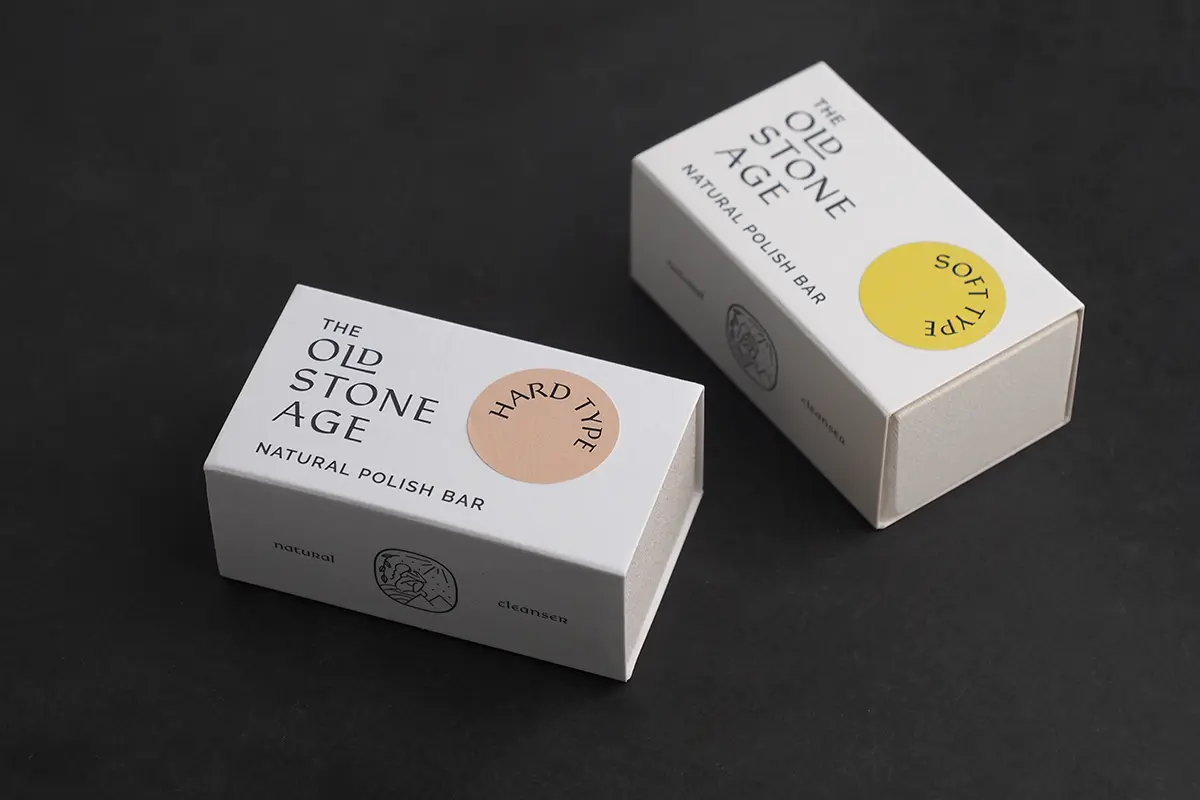 THE
OLD
STONE
AGE
NATURAL POLISH BAR
HARD TYPE
natural
cleanser
THE
OLD
STONE
AGE
NATURAL POLISH BAR
SOFT TYPE
natural
cleanser